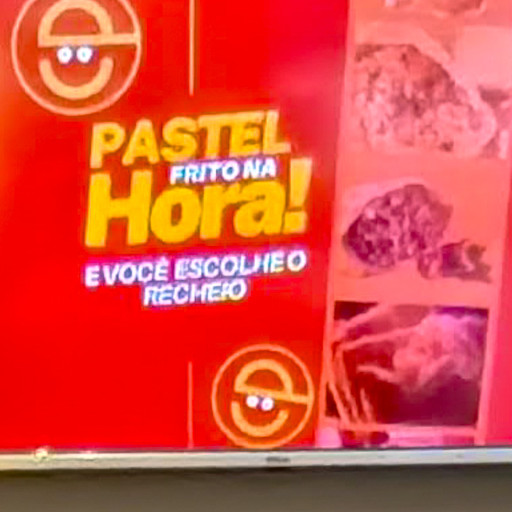 PASTEL
FRITO NA
Hora!
E VOCÊ ESCOLHE O
RECHEIO